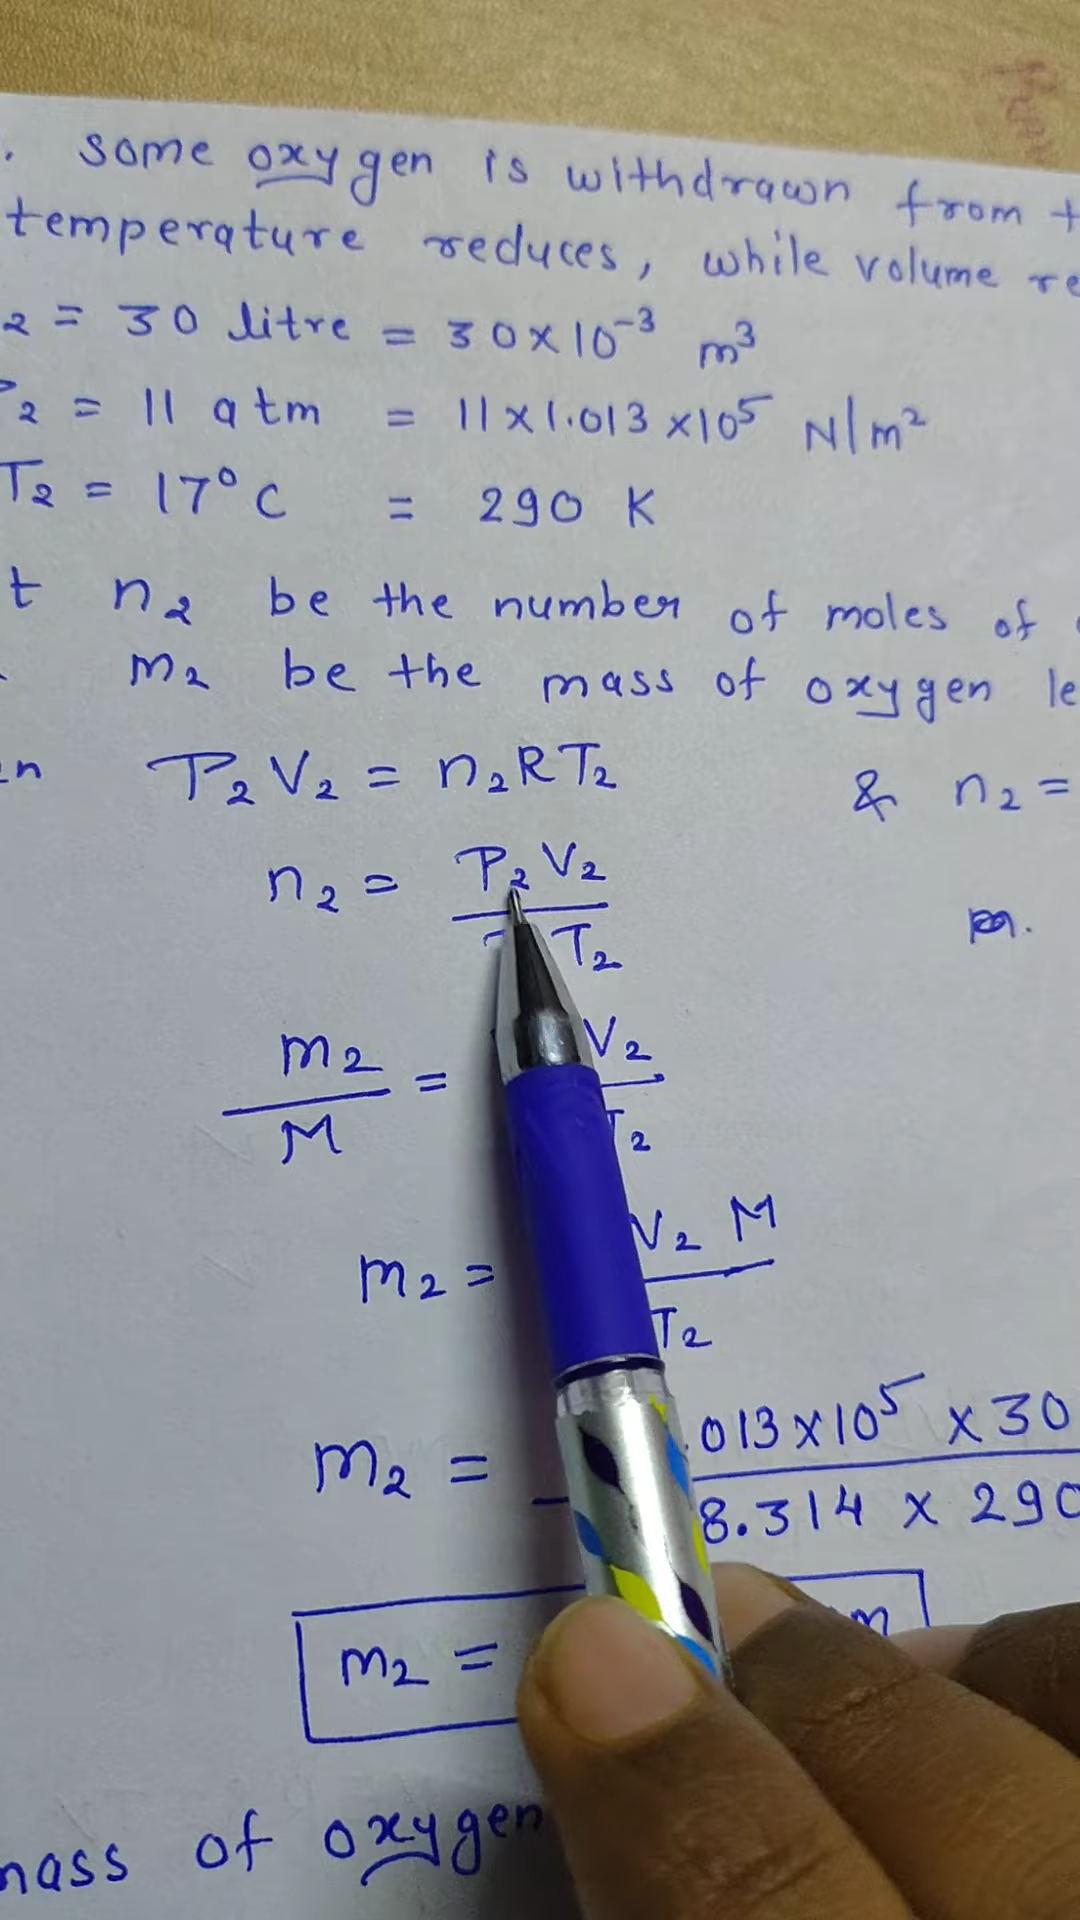 . some oxygen is withdrawn from t
temperature reduces, while volume re
2 = 30 litre = 30×10⁻³ m³
P₂ = 11 atm = 11×1.013×10⁵ N/m²
T₂ = 17°C = 290 K
t n₂ be the number of moles of
m₂ be the mass of oxygen le
en P₂V₂ = n₂RT₂ & n₂ =
n₂ = P₂V₂
T₂
m₂ = V₂
M T₂
m₂ = V₂ M
T₂
m₂ = .013×10⁵ × 30
8.314 × 290
m₂ = m
mass of oxygen